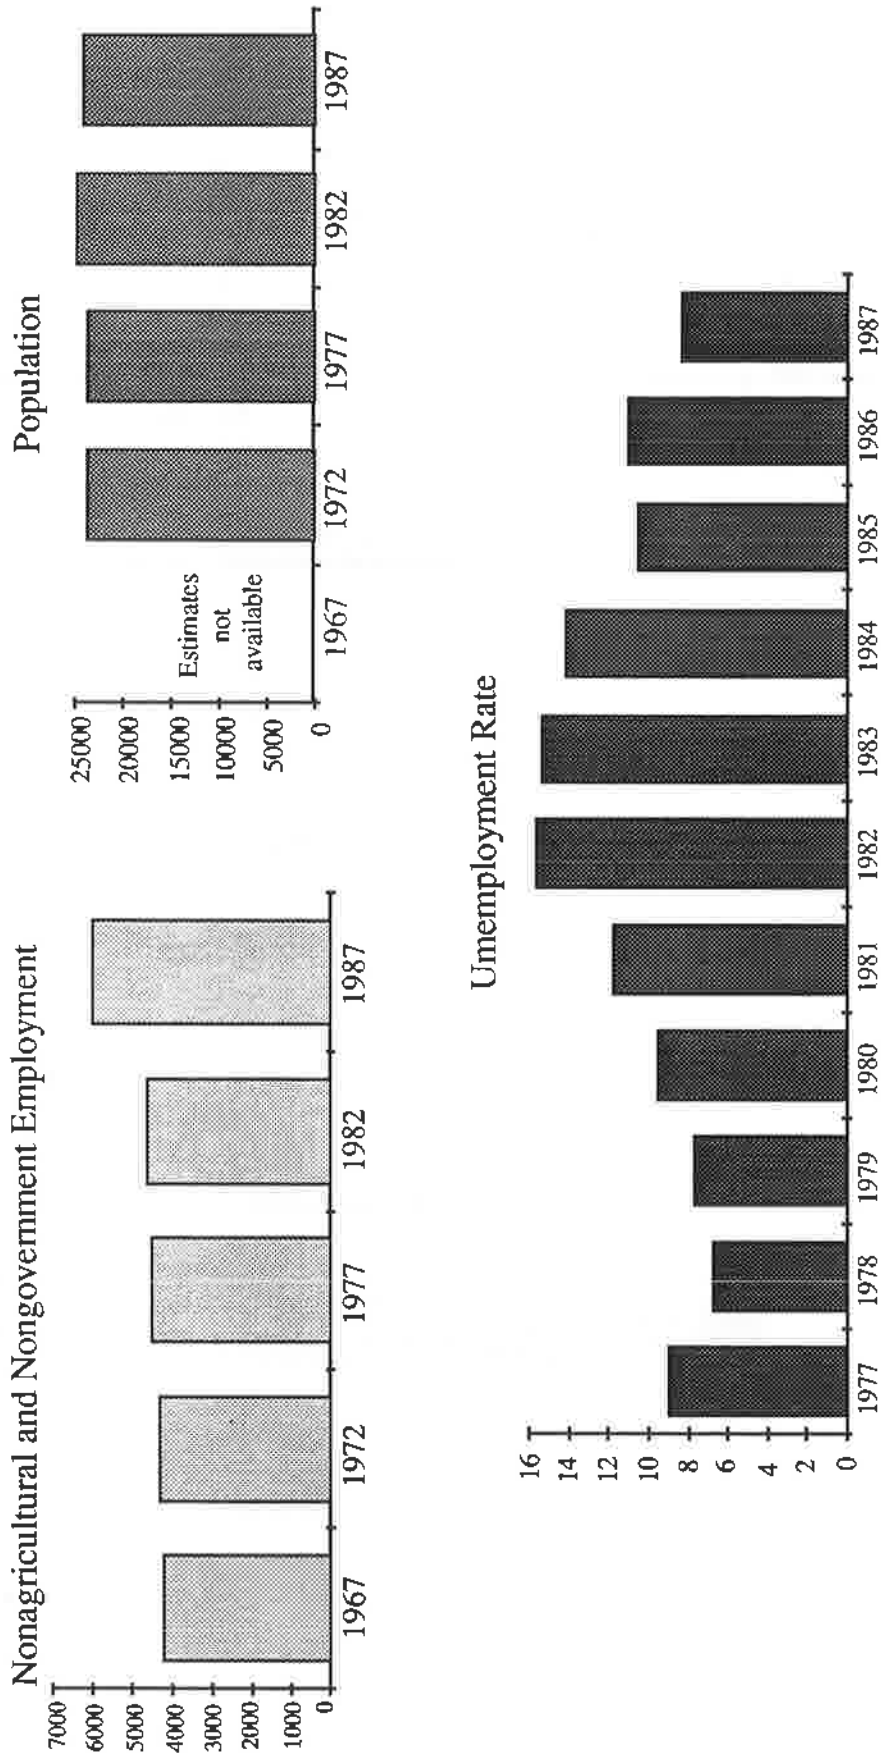 Nonagricultural and Nongovernment Employment
7000
6000
5000
4000
3000
2000
1000
0
1967 1972 1977 1982 1987
Population
25000
20000
15000
10000
5000
0
Estimates
not
available
1967 1972 1977 1982 1987
Umemployment Rate
16
14
12
10
8
6
4
2
0
1977 1978 1979 1980 1981 1982 1983 1984 1985 1986 1987